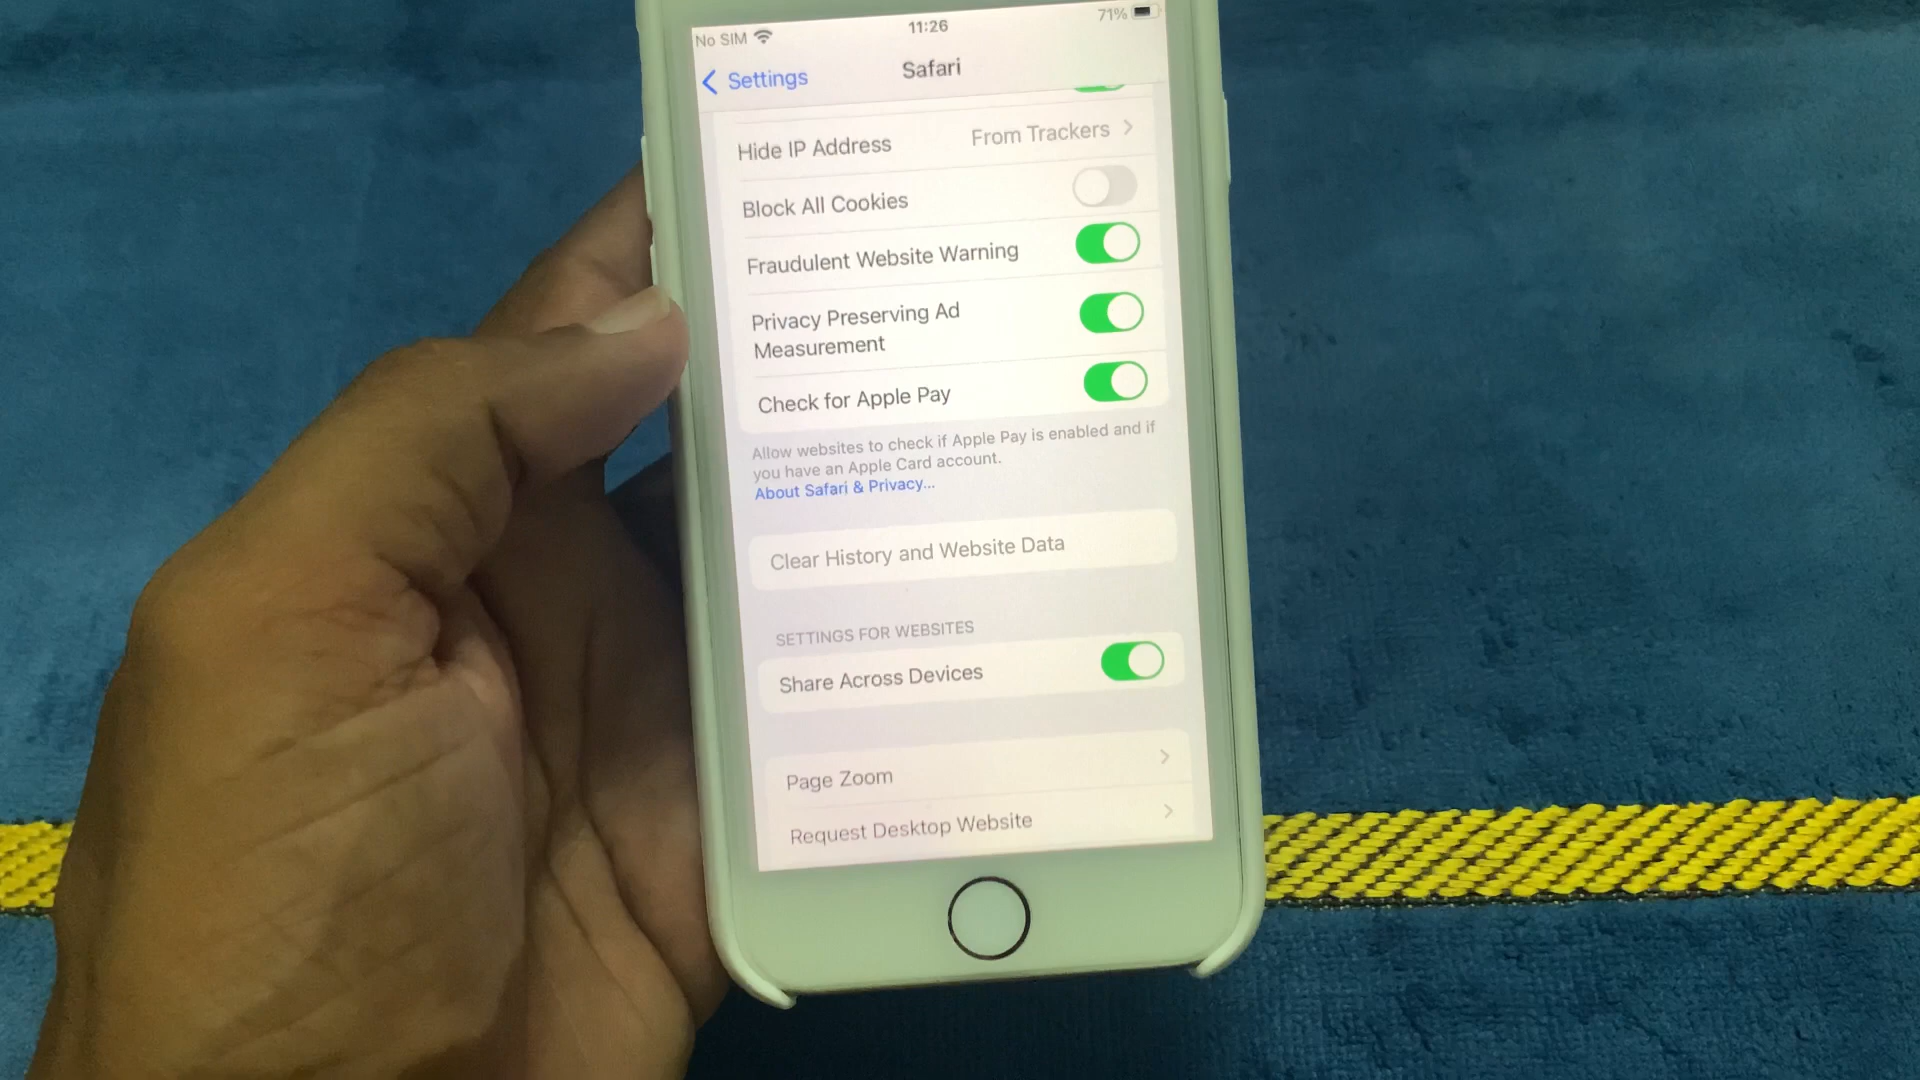 No SIM
11:26
71%
Settings
Safari
Hide IP Address
From Trackers
Block All Cookies
Fraudulent Website Warning
Privacy Preserving Ad
Measurement
Check for Apple Pay
Allow websites to check if Apple Pay is enabled and if
you have an Apple Card account.
About Safari & Privacy...
Clear History and Website Data
SETTINGS FOR WEBSITES
Share Across Devices
Page Zoom
Request Desktop Website